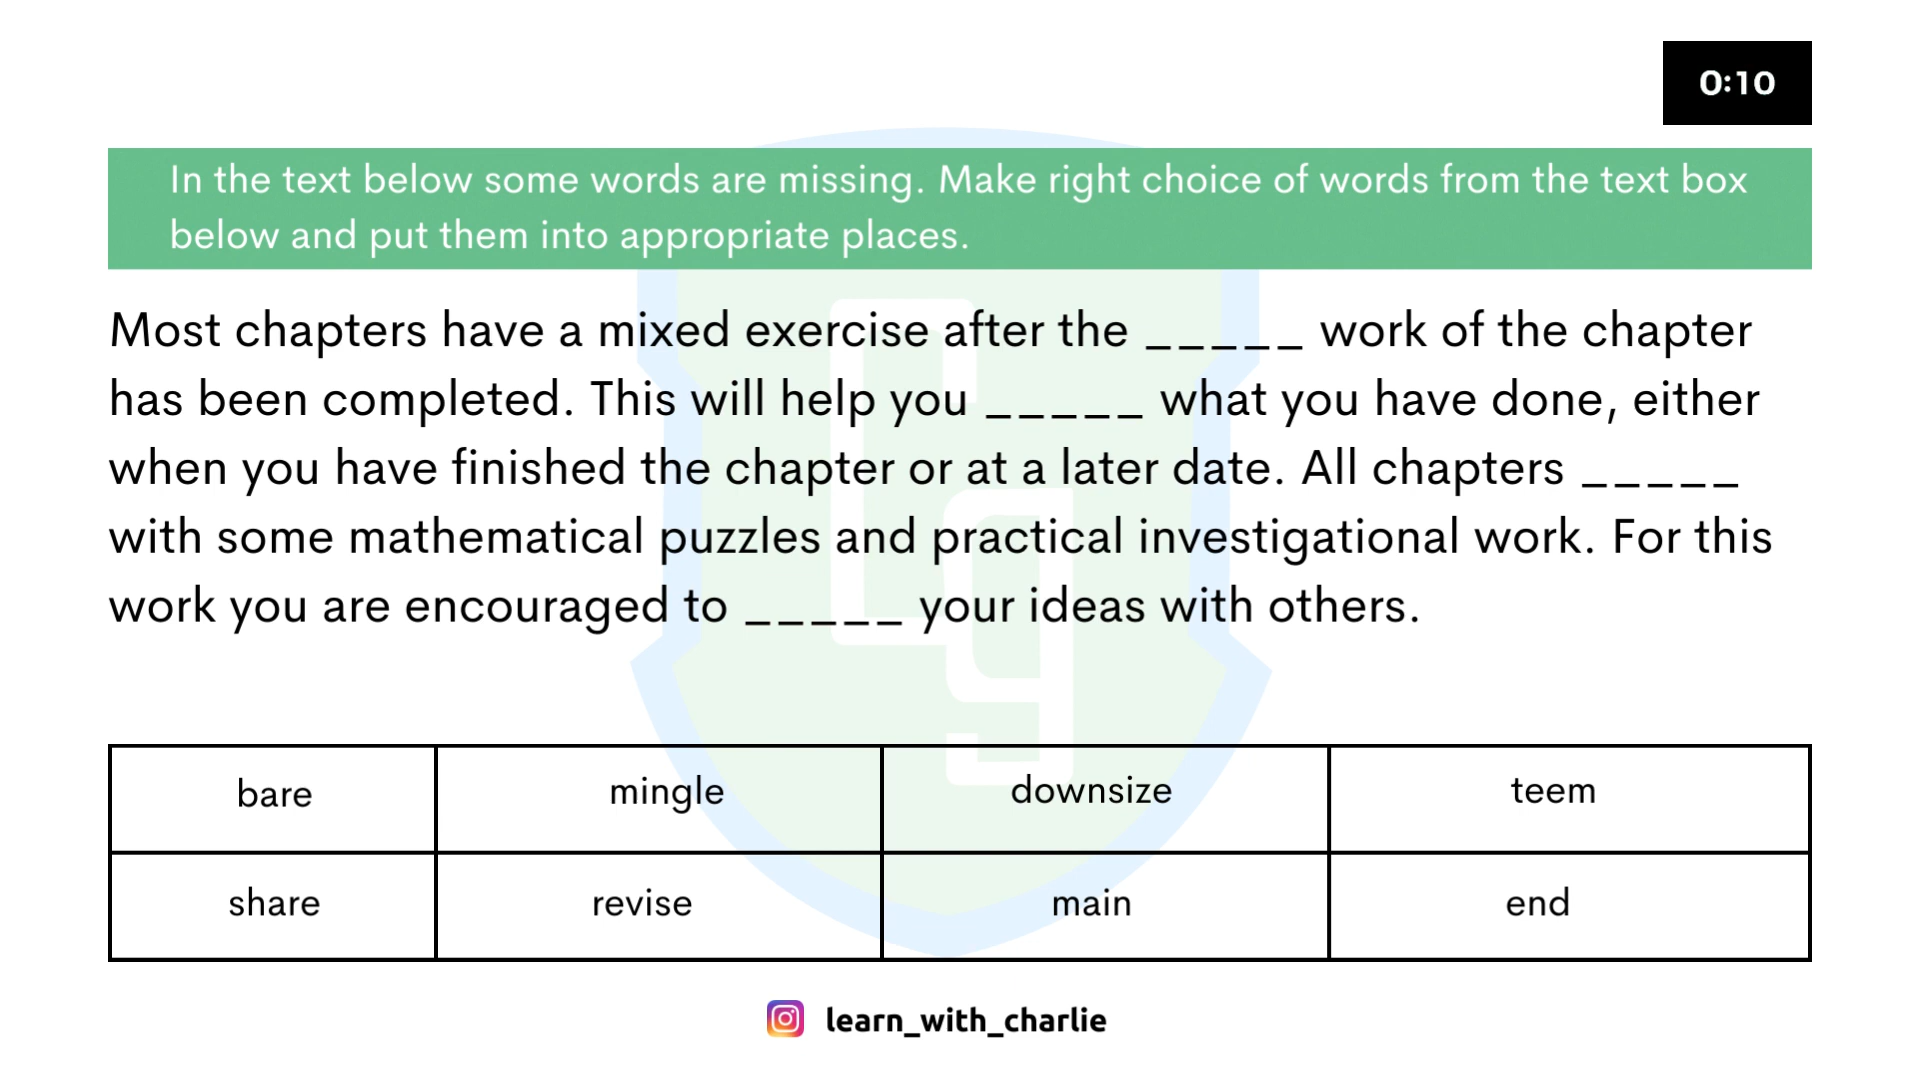 0:10
In the text below some words are missing. Make right choice of words from the text box
below and put them into appropriate places.
Most chapters have a mixed exercise after the _____ work of the chapter
has been completed. This will help you _____ what you have done, either
when you have finished the chapter or at a later date. All chapters _____
with some mathematical puzzles and practical investigational work. For this
work you are encouraged to _____ your ideas with others.
bare mingle downsize teem
share revise main end
learn_with_charlie